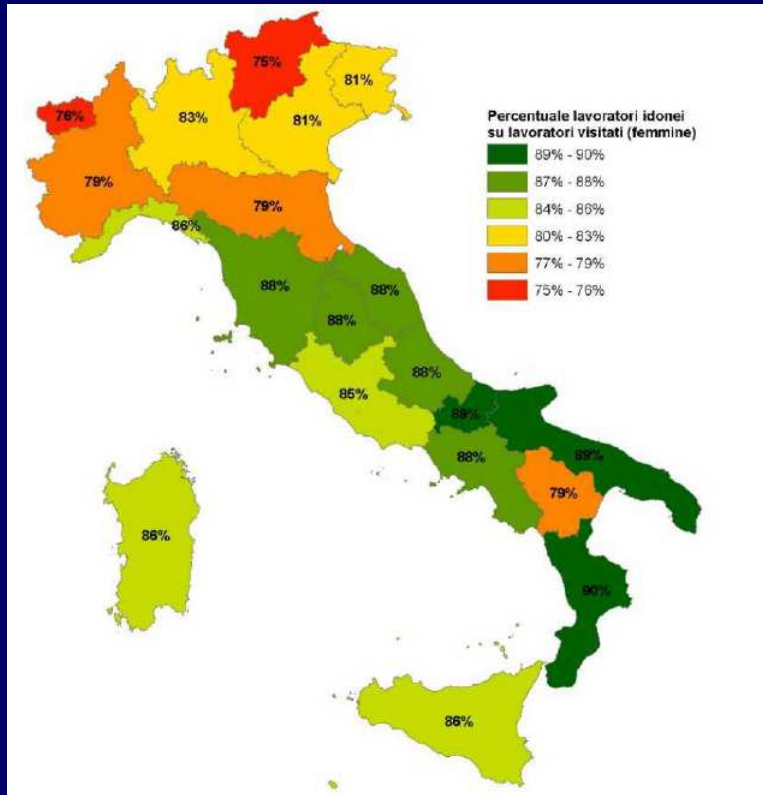 75%
81%
76%
83%
81%
79%
79%
86%
88%
88%
88%
88%
85%
89%
89%
88%
79%
86%
90%
86%
Percentuale lavoratori idonei
su lavoratori visitati (femmine)
89% - 90%
87% - 88%
84% - 86%
80% - 83%
77% - 79%
75% - 76%